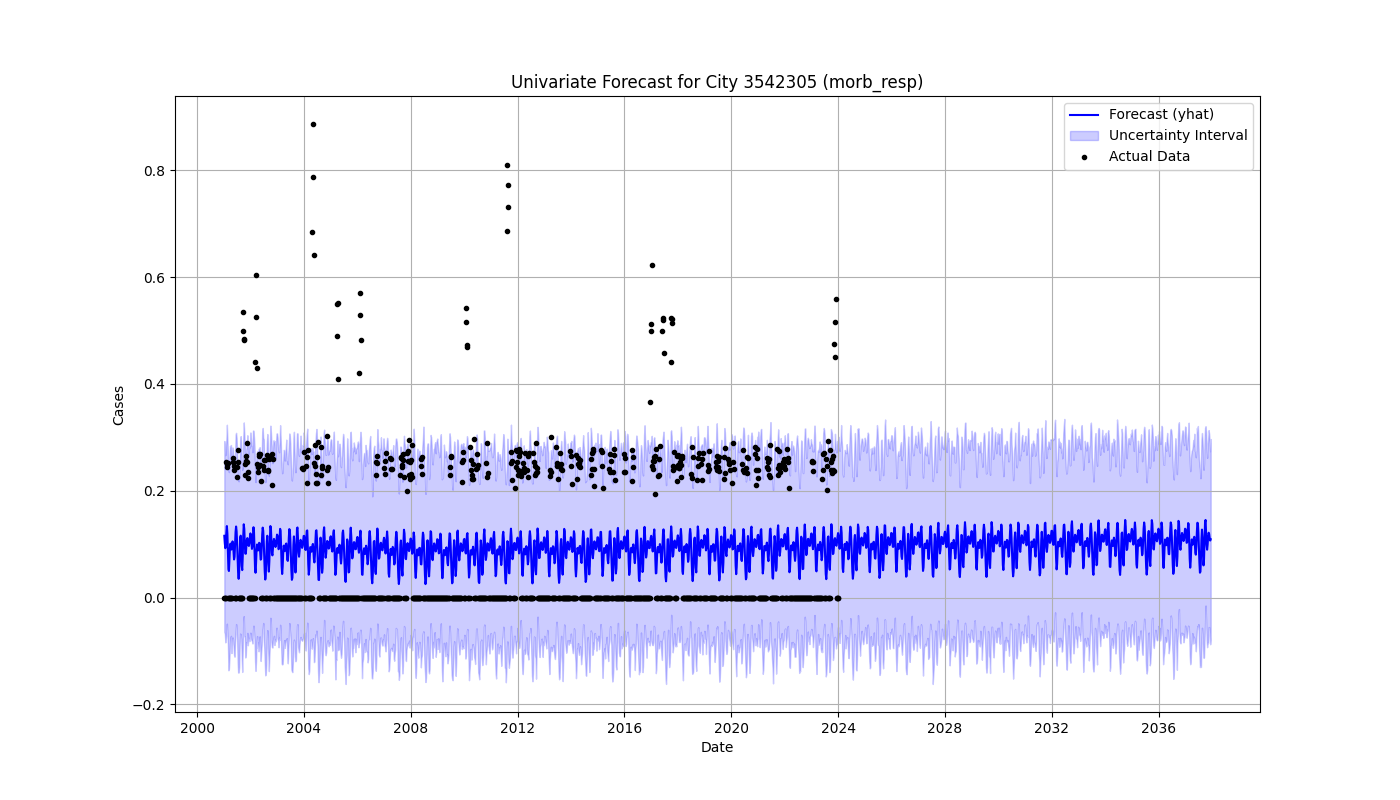 Univariate Forecast for City 3542305 (morb_resp)
Forecast (yhat)
Uncertainty Interval
Actual Data
Cases
0.8
0.6
0.4
0.2
0.0
−0.2
2000 2004 2008 2012 2016 2020 2024 2028 2032 2036
Date